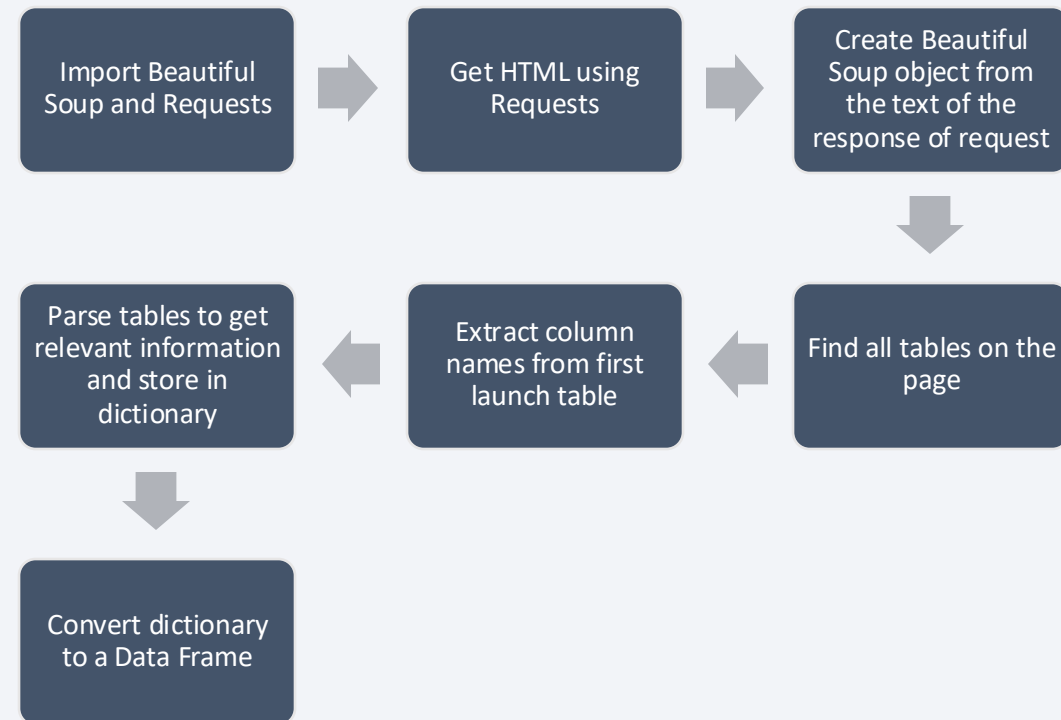 Import Beautiful
Soup and Requests
Get HTML using
Requests
Create Beautiful
Soup object from
the text of the
response of request
Find all tables on the
page
Extract column
names from first
launch table
Parse tables to get
relevant information
and store in
dictionary
Convert dictionary
to a Data Frame